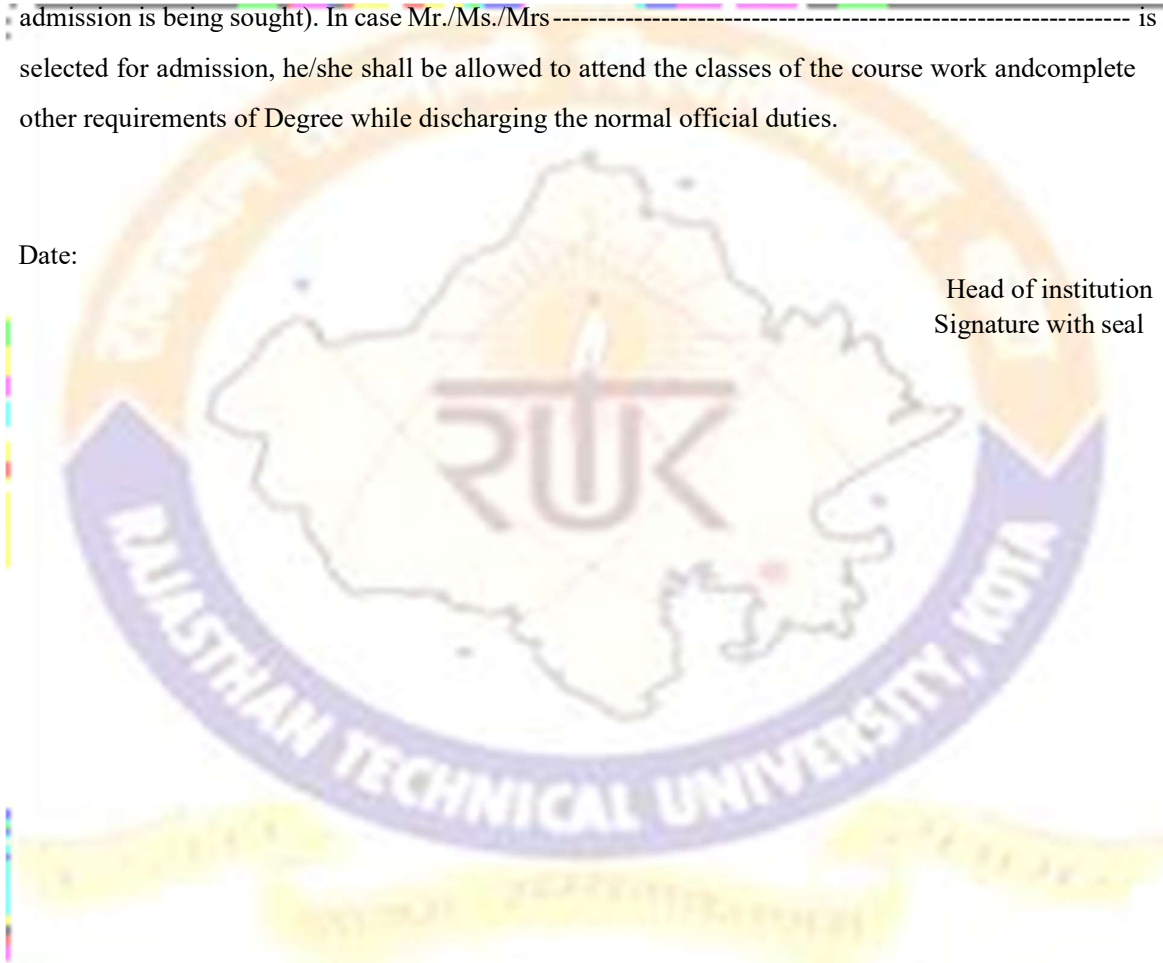 admission is being sought). In case Mr./Ms./Mrs---------------------------------------------------------------- is
selected for admission, he/she shall be allowed to attend the classes of the course work andcomplete
other requirements of Degree while discharging the normal official duties.
Date:
Head of institution
Signature with seal
RTUK
RAJASTHAN TECHNICAL UNIVERSITY, KOTA